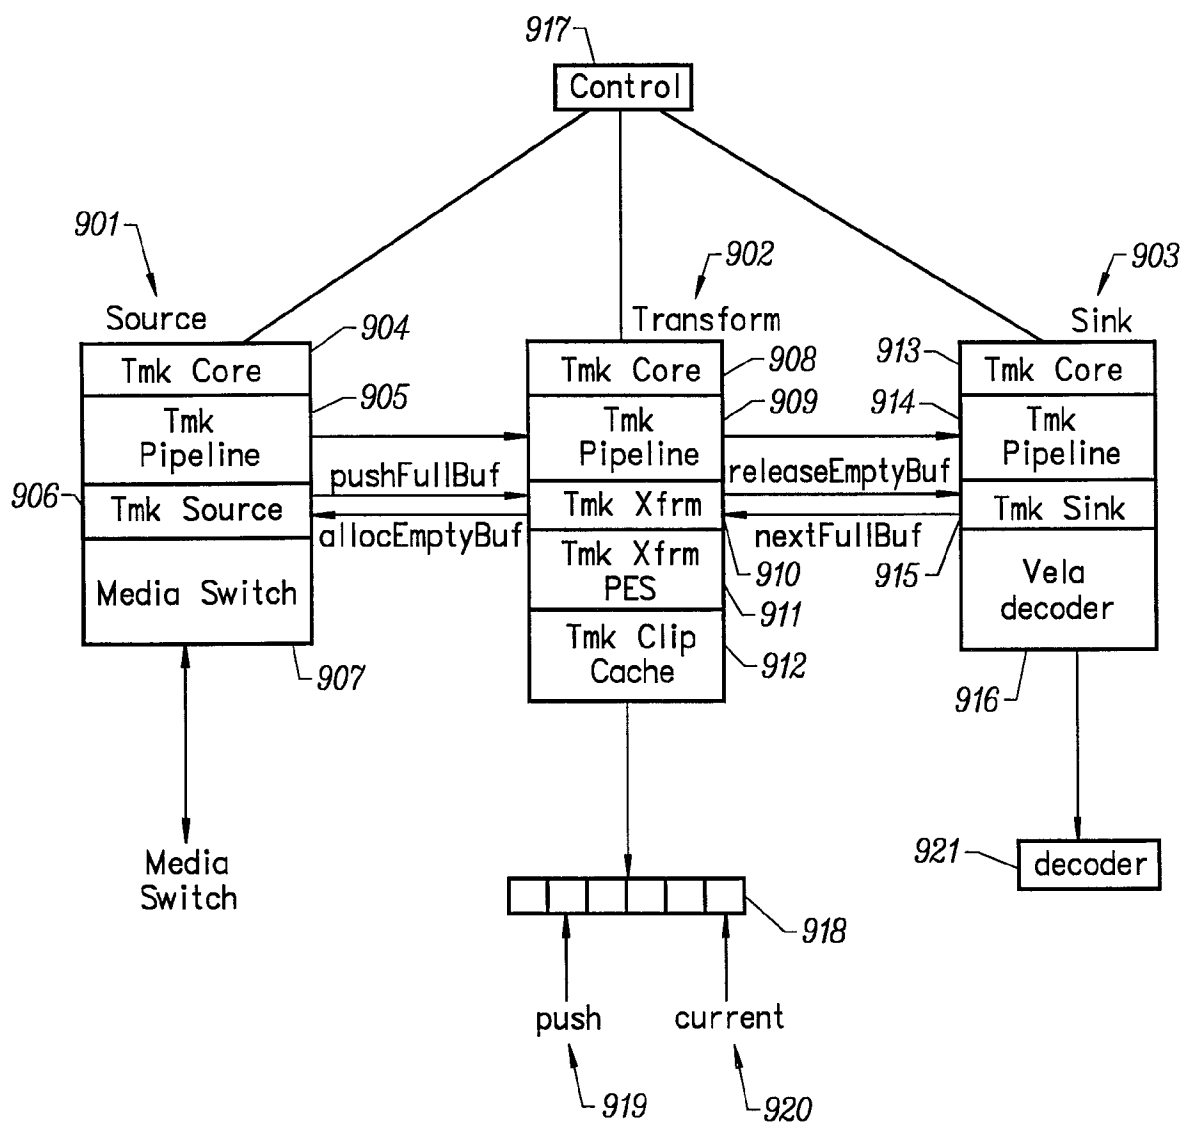 917
Control
901
902
903
Source
Transform
Sink
904
Tmk Core
908
Tmk Core
913
Tmk Core
905
Tmk
Pipeline
909
Tmk
Pipeline
914
Tmk
Pipeline
pushFullBuf
releaseEmptyBuf
906
Tmk Source
Tmk Xfrm
Tmk Sink
allocEmptyBuf
nextFullBuf
910
915
Media Switch
Tmk Xfrm
PES
911
Vela
decoder
Tmk Clip
Cache
912
907
916
Media
Switch
921
decoder
918
push
current
919
920